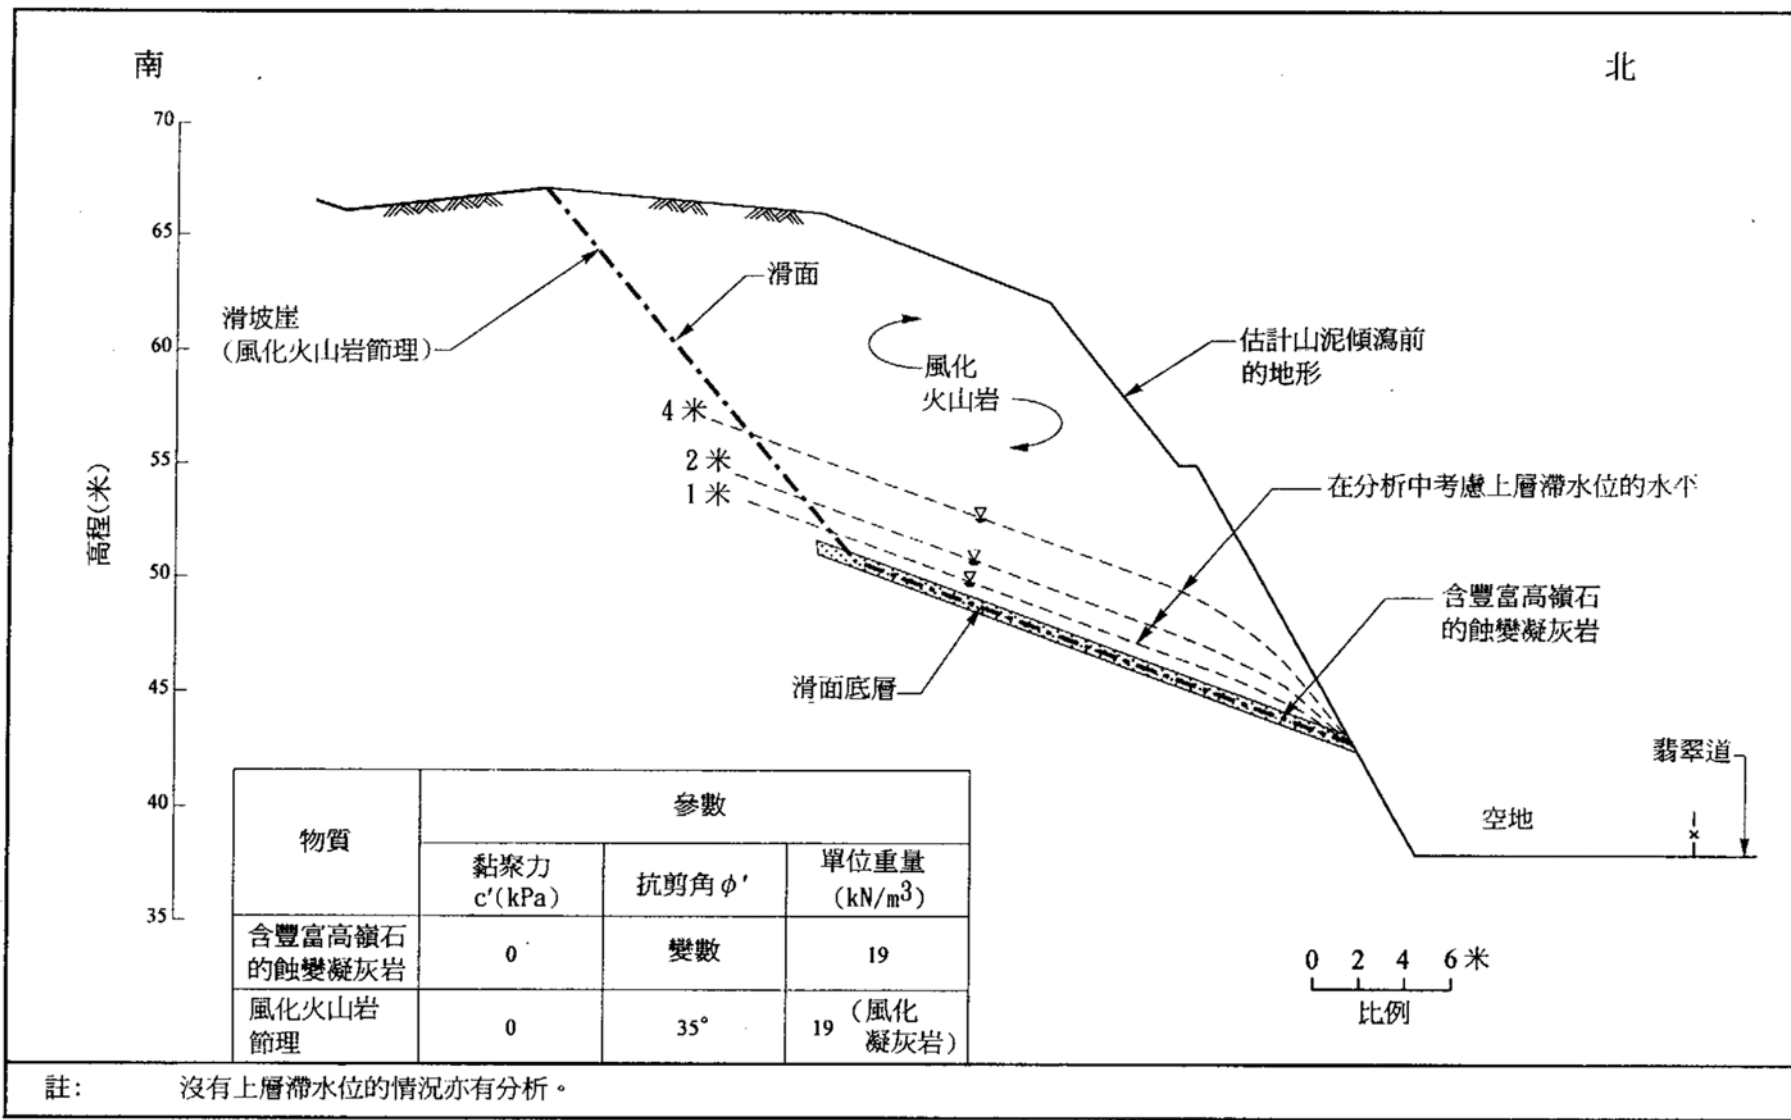 南
北
70
65
60
55
50
45
40
35
高程(米)
滑面
滑坡崖
(風化火山岩節理)
風化
火山岩
估計山泥傾瀉前
的地形
4 米
2 米
1 米
在分析中考慮上層滯水位的水平
含豐富高嶺石
的蝕變凝灰岩
滑面底層
翡翠道
空地
物質
參數
黏聚力
c′(kPa)
抗剪角 ϕ′
單位重量
(kN/m³)
含豐富高嶺石
的蝕變凝灰岩
0
變數
19
風化火山岩
節理
0
35°
19 (風化
凝灰岩)
0 2 4 6 米
比例
註: 沒有上層滯水位的情況亦有分析。